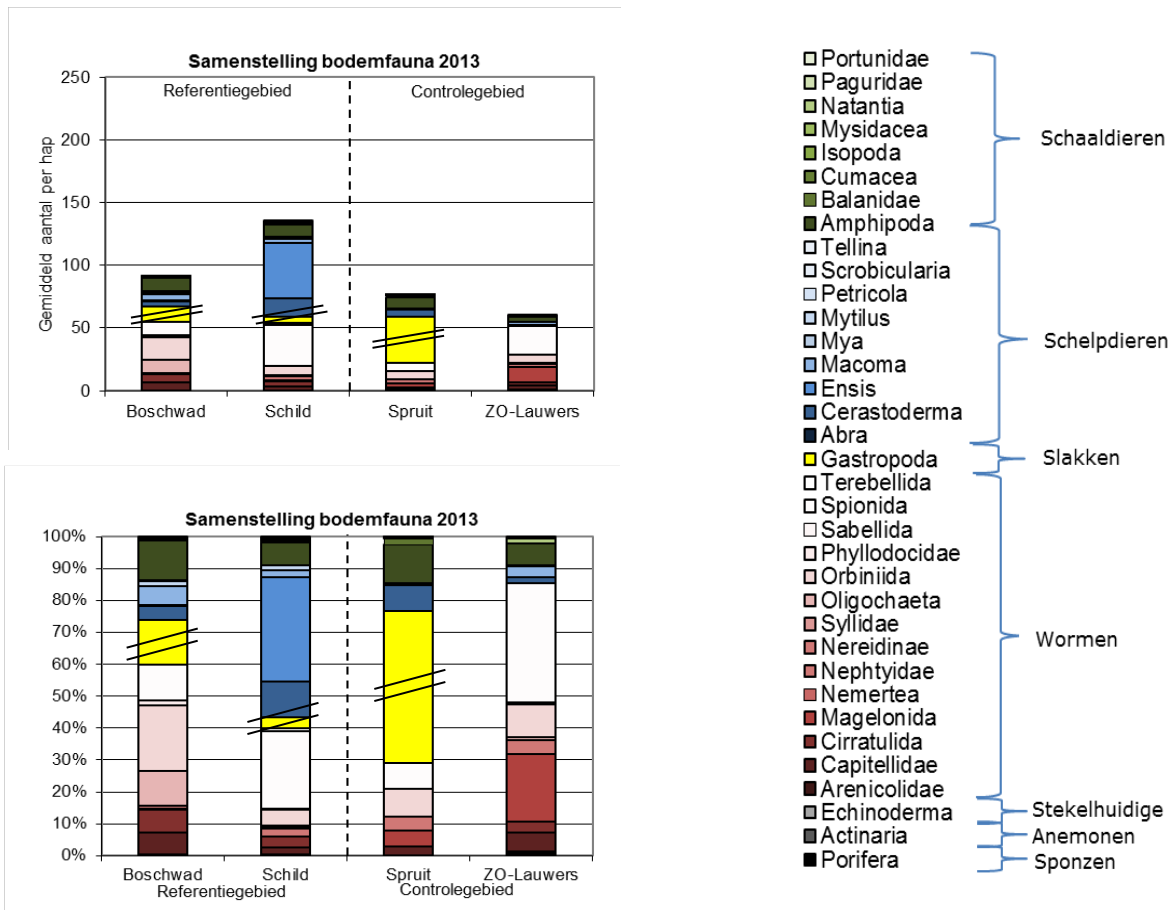 Samenstelling bodemfauna 2013
Referentiegebied Controlegebied
Gemiddeld aantal per hap
250
200
150
100
50
0
Boschwad Schild Spruit ZO-Lauwers
Samenstelling bodemfauna 2013
100%
90%
80%
70%
60%
50%
40%
30%
20%
10%
0%
Boschwad Schild Spruit ZO-Lauwers
Referentiegebied Controlegebied
Portunidae
Paguridae
Natantia
Mysidacea
Isopoda
Cumacea
Balanidae
Amphipoda
Tellina
Scrobicularia
Petricola
Mytilus
Mya
Macoma
Ensis
Cerastoderma
Abra
Gastropoda
Terebellida
Spionida
Sabellida
Phyllodocidae
Orbiniida
Oligochaeta
Syllidae
Nereidinae
Nephtyidae
Nemertea
Magelonida
Cirratulida
Capitellidae
Arenicolidae
Echinoderma
Actinaria
Porifera
Schaaldieren
Schelpdieren
Slakken
Wormen
Stekelhuidige
Anemonen
Sponzen